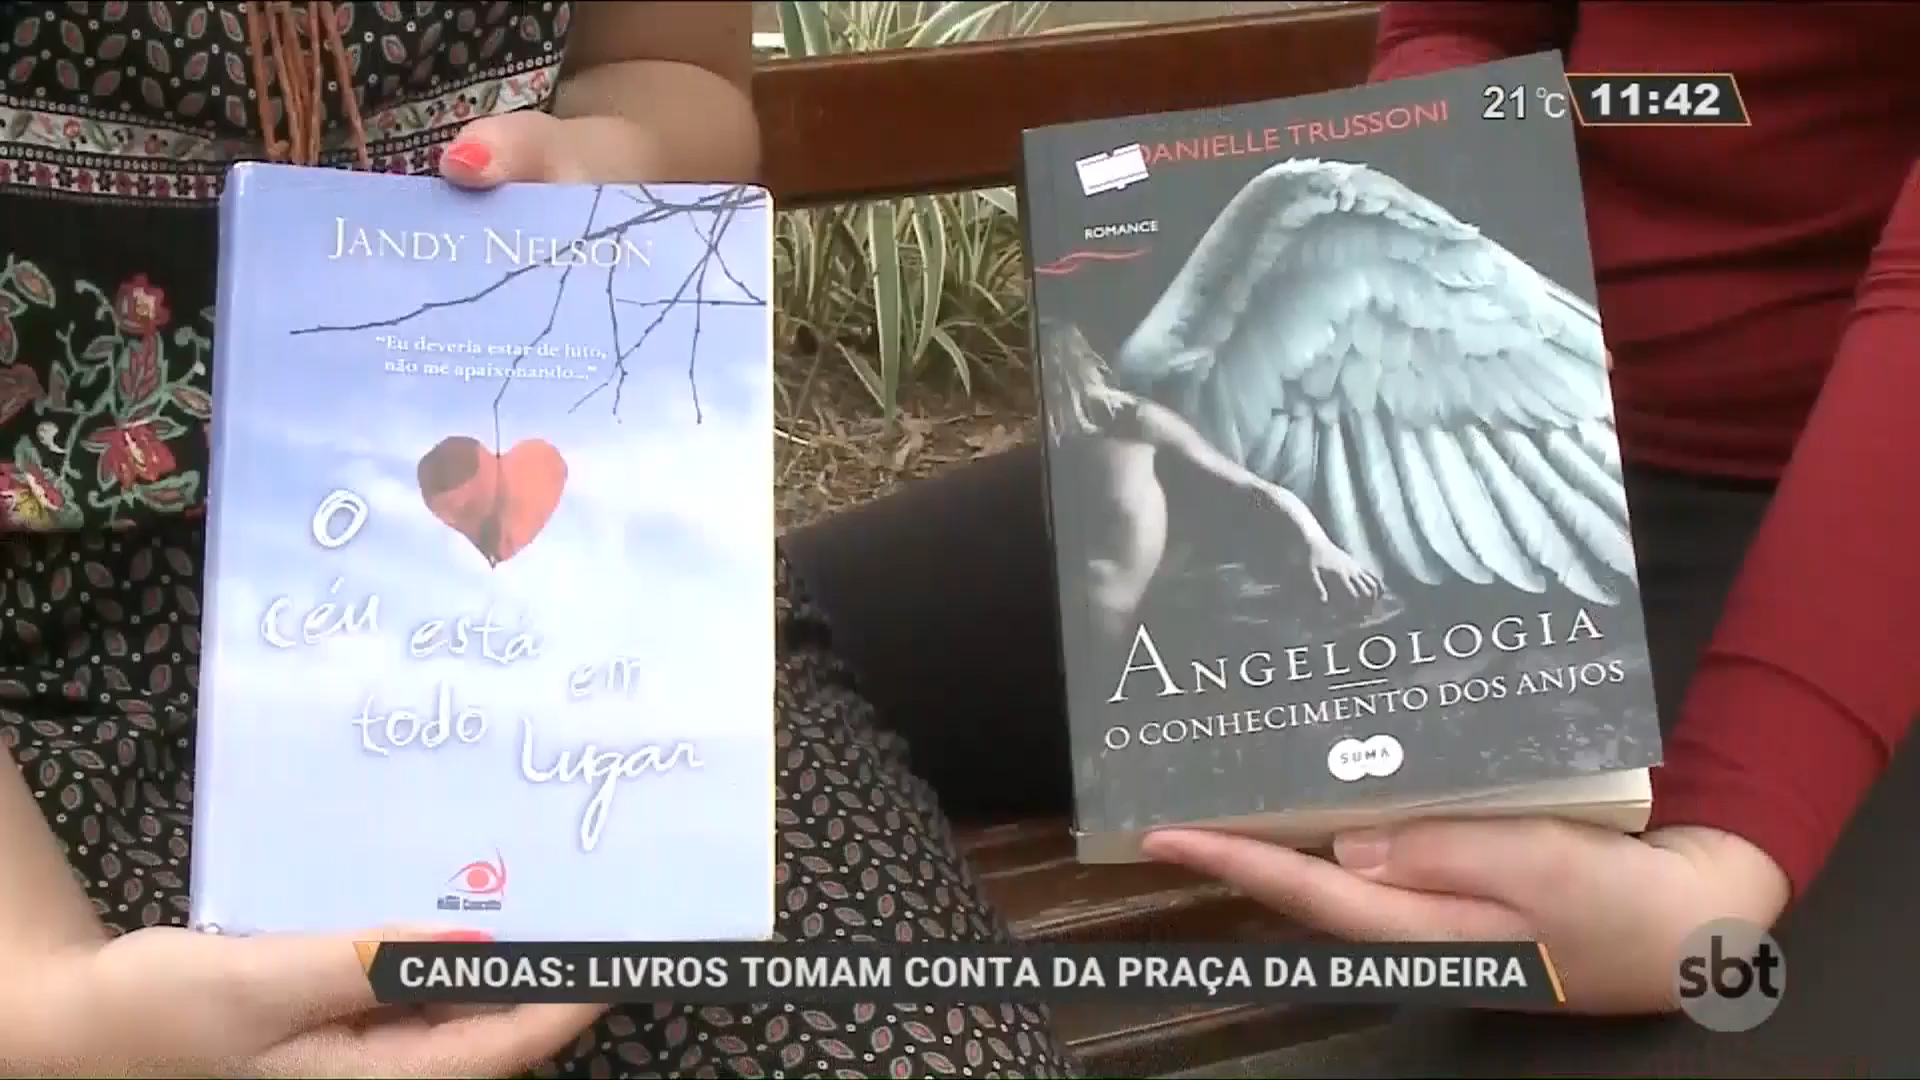 JANDY NELSON
"Eu deveria estar de luto,
não me apaixonando..."
O
céu está em
todo lugar
DANIELLE TRUSSONI
ROMANCE
ANGELOLOGIA
O CONHECIMENTO DOS ANJOS
SUMA
21°C 11:42
CANOAS: LIVROS TOMAM CONTA DA PRAÇA DA BANDEIRA
sbt